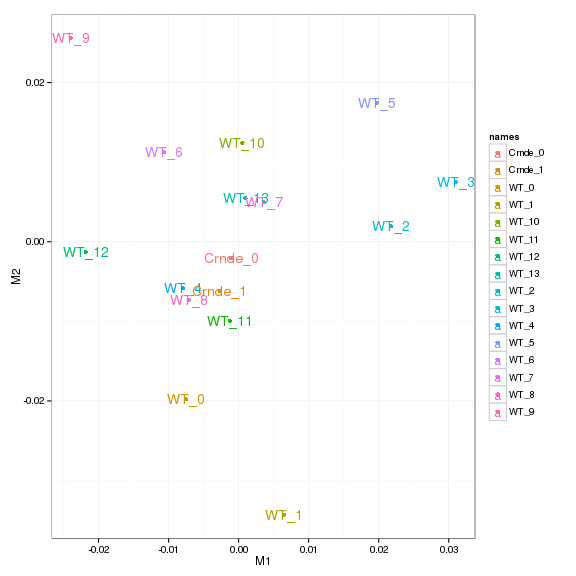 WT_9
WT_5
WT_10
WT_6
WT_3
WT_13
WT_7
WT_2
WT_12
Crnde_0
WT_4
Crnde_1
WT_8
WT_11
WT_0
WT_1
0.02
0.00
-0.02
M2
-0.02 -0.01 0.00 0.01 0.02 0.03
M1
names
a Crnde_0
a Crnde_1
a WT_0
a WT_1
a WT_10
a WT_11
a WT_12
a WT_13
a WT_2
a WT_3
a WT_4
a WT_5
a WT_6
a WT_7
a WT_8
a WT_9